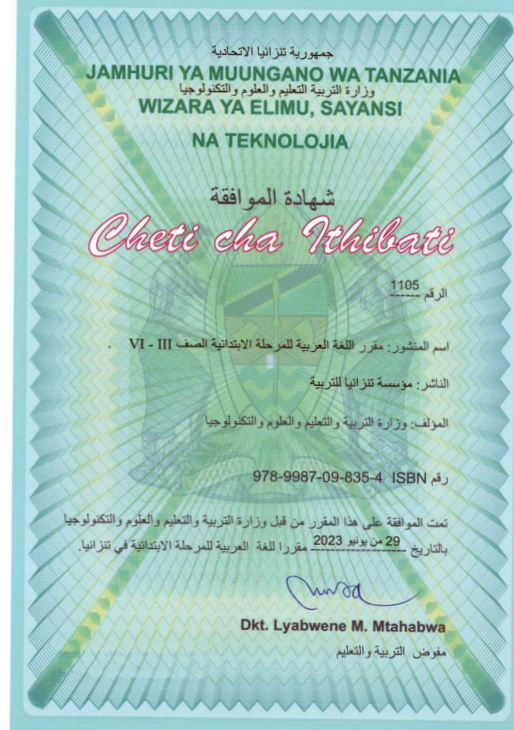 جمهورية تنزانيا الاتحادية
JAMHURI YA MUUNGANO WA TANZANIA
وزارة التربية التعليم والعلوم والتكنولوجيا
WIZARA YA ELIMU, SAYANSI
NA TEKNOLOJIA
شهادة الموافقة
Cheti cha Ithibati
الرقم 1105
اسم المنشور: مقرر اللغة العربية للمرحلة الابتدائية الصف III - VI
الناشر: مؤسسة تنزانيا للتربية
المؤلف: وزارة التربية والتعليم والعلوم والتكنولوجيا
رقم ISBN 978-9987-09-835-4
تمت الموافقة على هذا المقرر من قبل وزارة التربية والتعليم والعلوم والتكنولوجيا
بالتاريخ 29 من يونيو 2023 مقررا للغة العربية للمرحلة الابتدائية في تنزانيا.
Dkt. Lyabwene M. Mtahabwa
مفوض التربية والتعليم